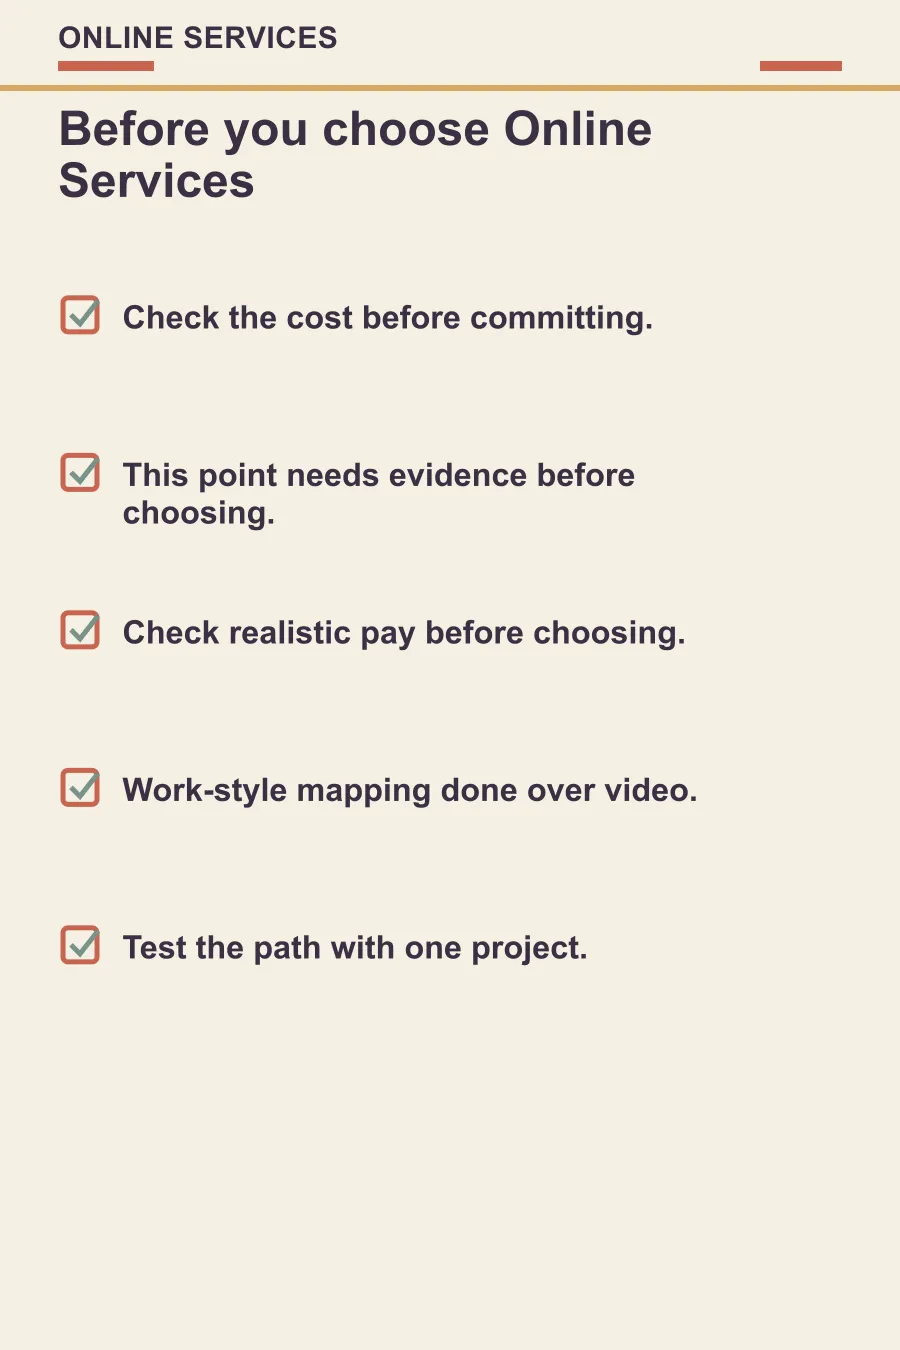 ONLINE SERVICES
Before you choose Online
Services
Check the cost before committing.
This point needs evidence before
choosing.
Check realistic pay before choosing.
Work-style mapping done over video.
Test the path with one project.